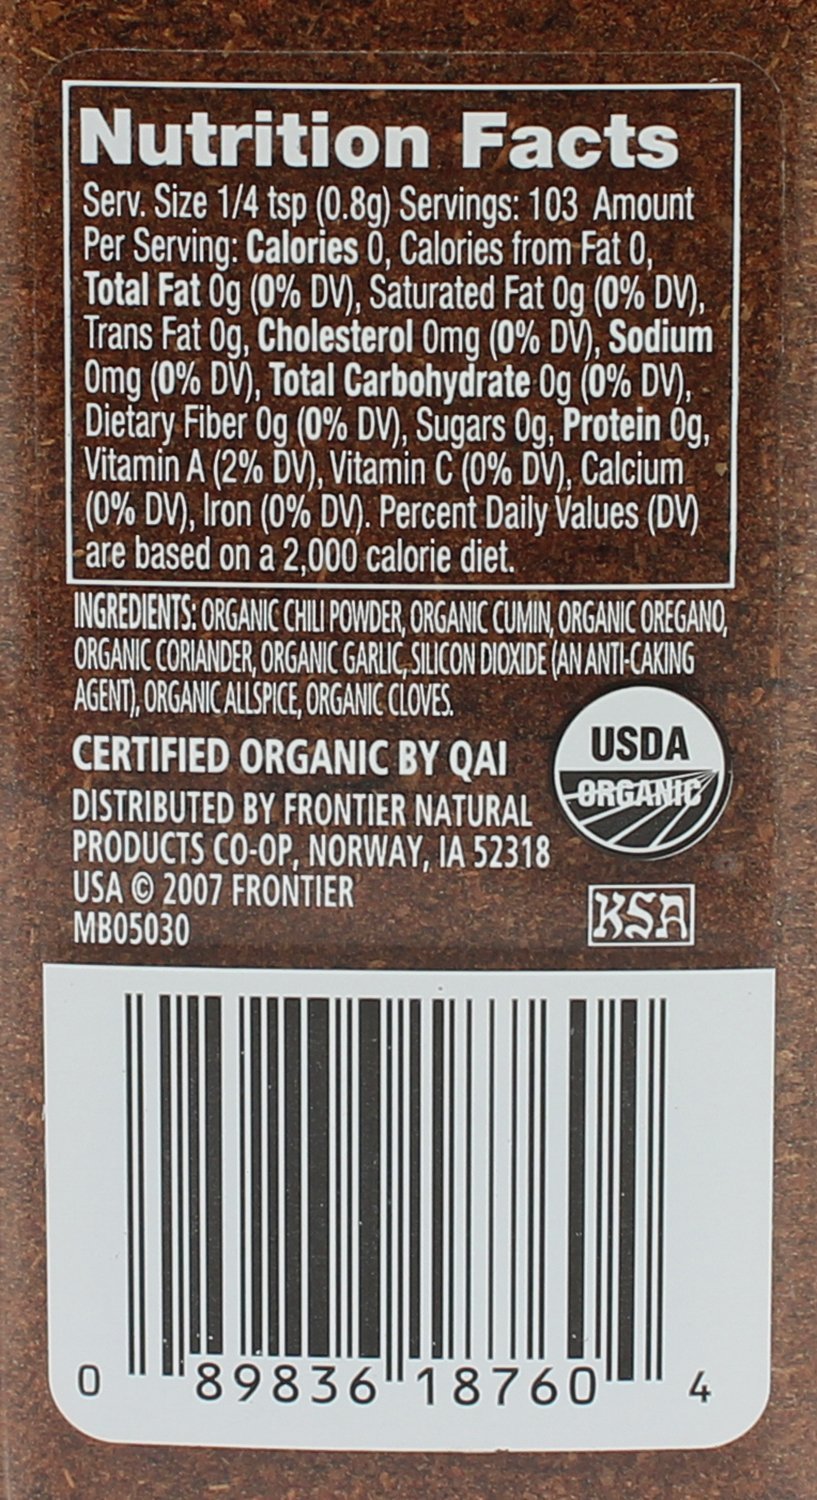 Nutrition Facts
Serv. Size 1/4 tsp (0.8g) Servings: 103 Amount
Per Serving: Calories 0, Calories from Fat 0,
Total Fat 0g (0% DV), Saturated Fat 0g (0% DV),
Trans Fat 0g, Cholesterol 0mg (0% DV), Sodium
0mg (0% DV), Total Carbohydrate 0g (0% DV),
Dietary Fiber 0g (0% DV), Sugars 0g, Protein 0g,
Vitamin A (2% DV), Vitamin C (0% DV), Calcium
(0% DV), Iron (0% DV). Percent Daily Values (DV)
are based on a 2,000 calorie diet.
INGREDIENTS: ORGANIC CHILI POWDER, ORGANIC CUMIN, ORGANIC OREGANO,
ORGANIC CORIANDER, ORGANIC GARLIC, SILICON DIOXIDE (AN ANTI-CAKING
AGENT), ORGANIC ALLSPICE, ORGANIC CLOVES.
CERTIFIED ORGANIC BY QAI
DISTRIBUTED BY FRONTIER NATURAL
PRODUCTS CO-OP, NORWAY, IA 52318
USA © 2007 FRONTIER
MB05030
USDA
ORGANIC
KSA
0 89836 18760 4